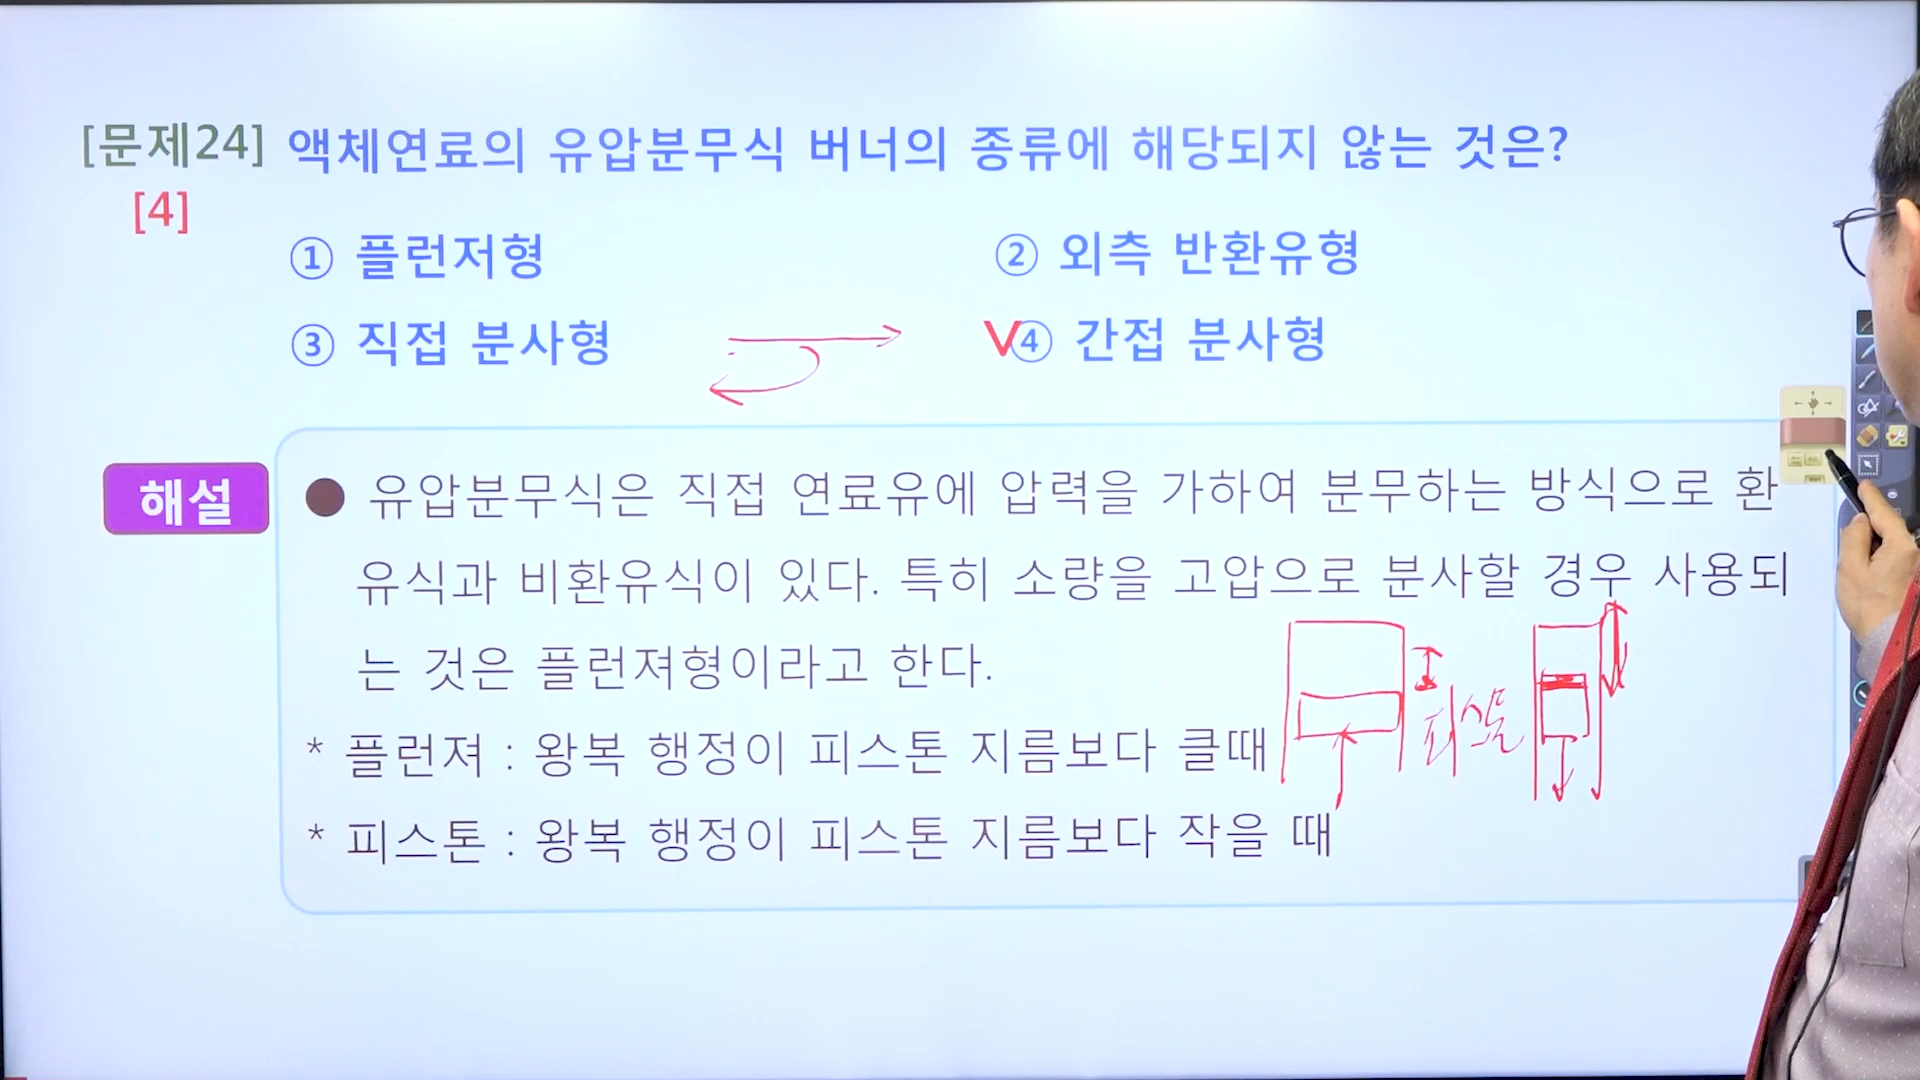 [문제24] 액체연료의 유압분무식 버너의 종류에 해당되지 않는 것은?
[4]
① 플런저형 ② 외측 반환유형
③ 직접 분사형 V④ 간접 분사형
해설
● 유압분무식은 직접 연료유에 압력을 가하여 분무하는 방식으로 환
유식과 비환유식이 있다. 특히 소량을 고압으로 분사할 경우 사용되
는 것은 플런져형이라고 한다.
* 플런져 : 왕복 행정이 피스톤 지름보다 클때
피스톤
* 피스톤 : 왕복 행정이 피스톤 지름보다 작을 때